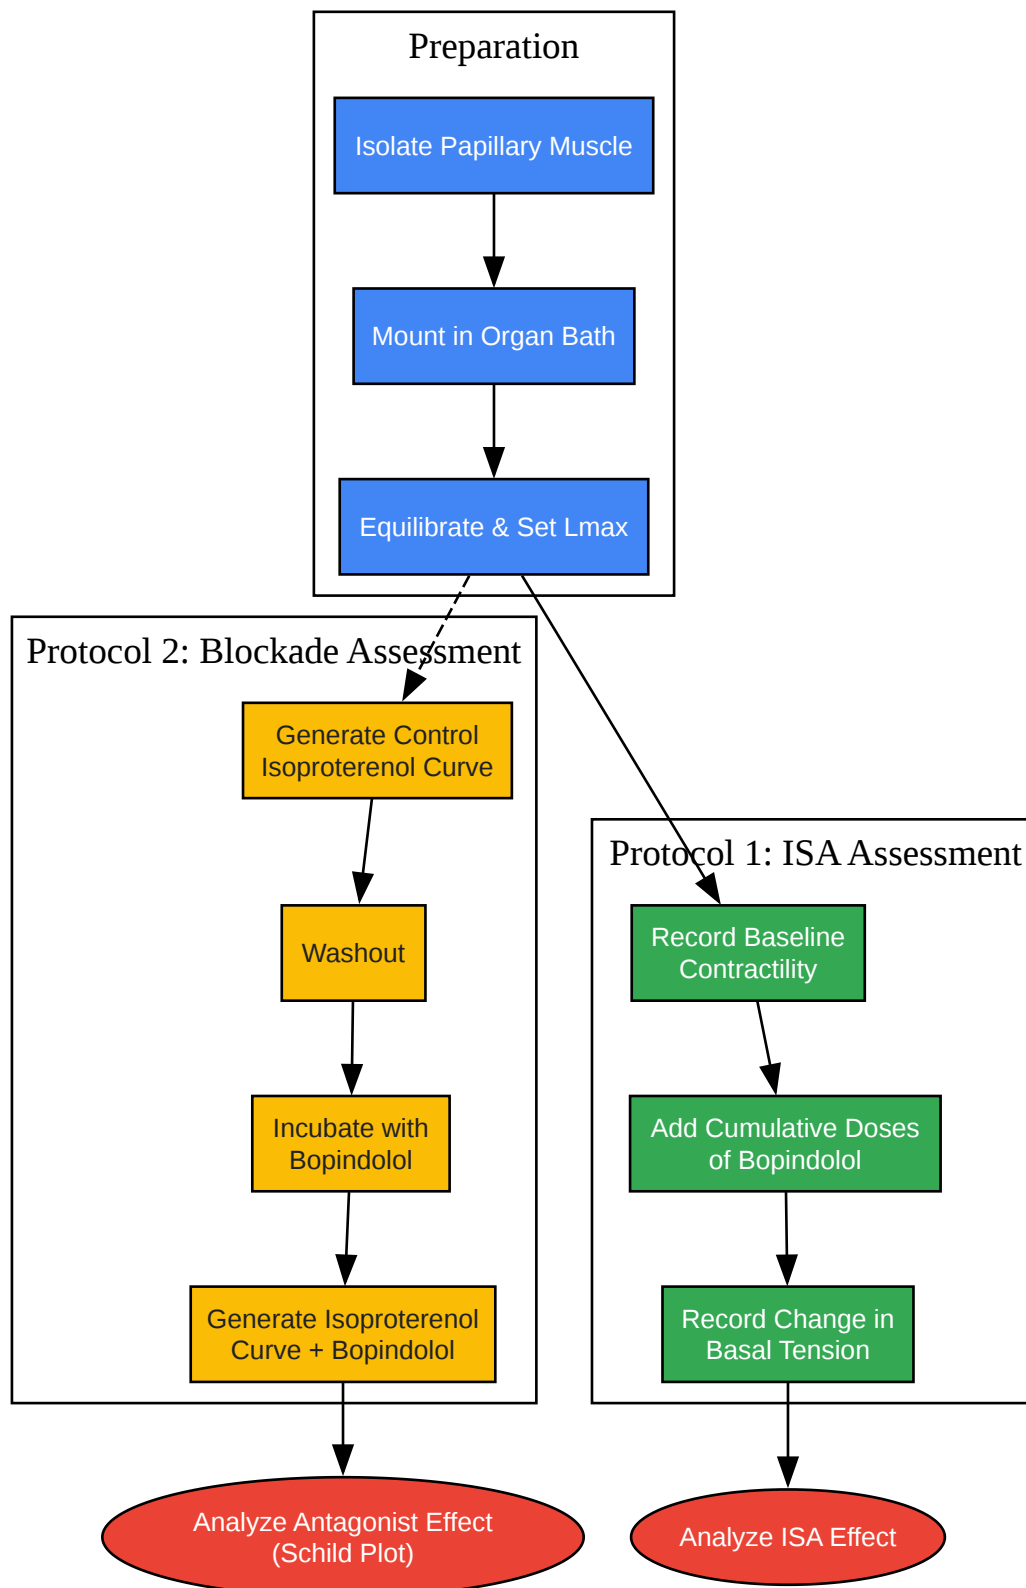 Preparation
Isolate Papillary Muscle
Mount in Organ Bath
Equilibrate & Set Lmax
Protocol 2: Blockade Assessment
Generate Control
Isoproterenol Curve
Washout
Incubate with
Bopindolol
Generate Isoproterenol
Curve + Bopindolol
Analyze Antagonist Effect
(Schild Plot)
Protocol 1: ISA Assessment
Record Baseline
Contractility
Add Cumulative Doses
of Bopindolol
Record Change in
Basal Tension
Analyze ISA Effect